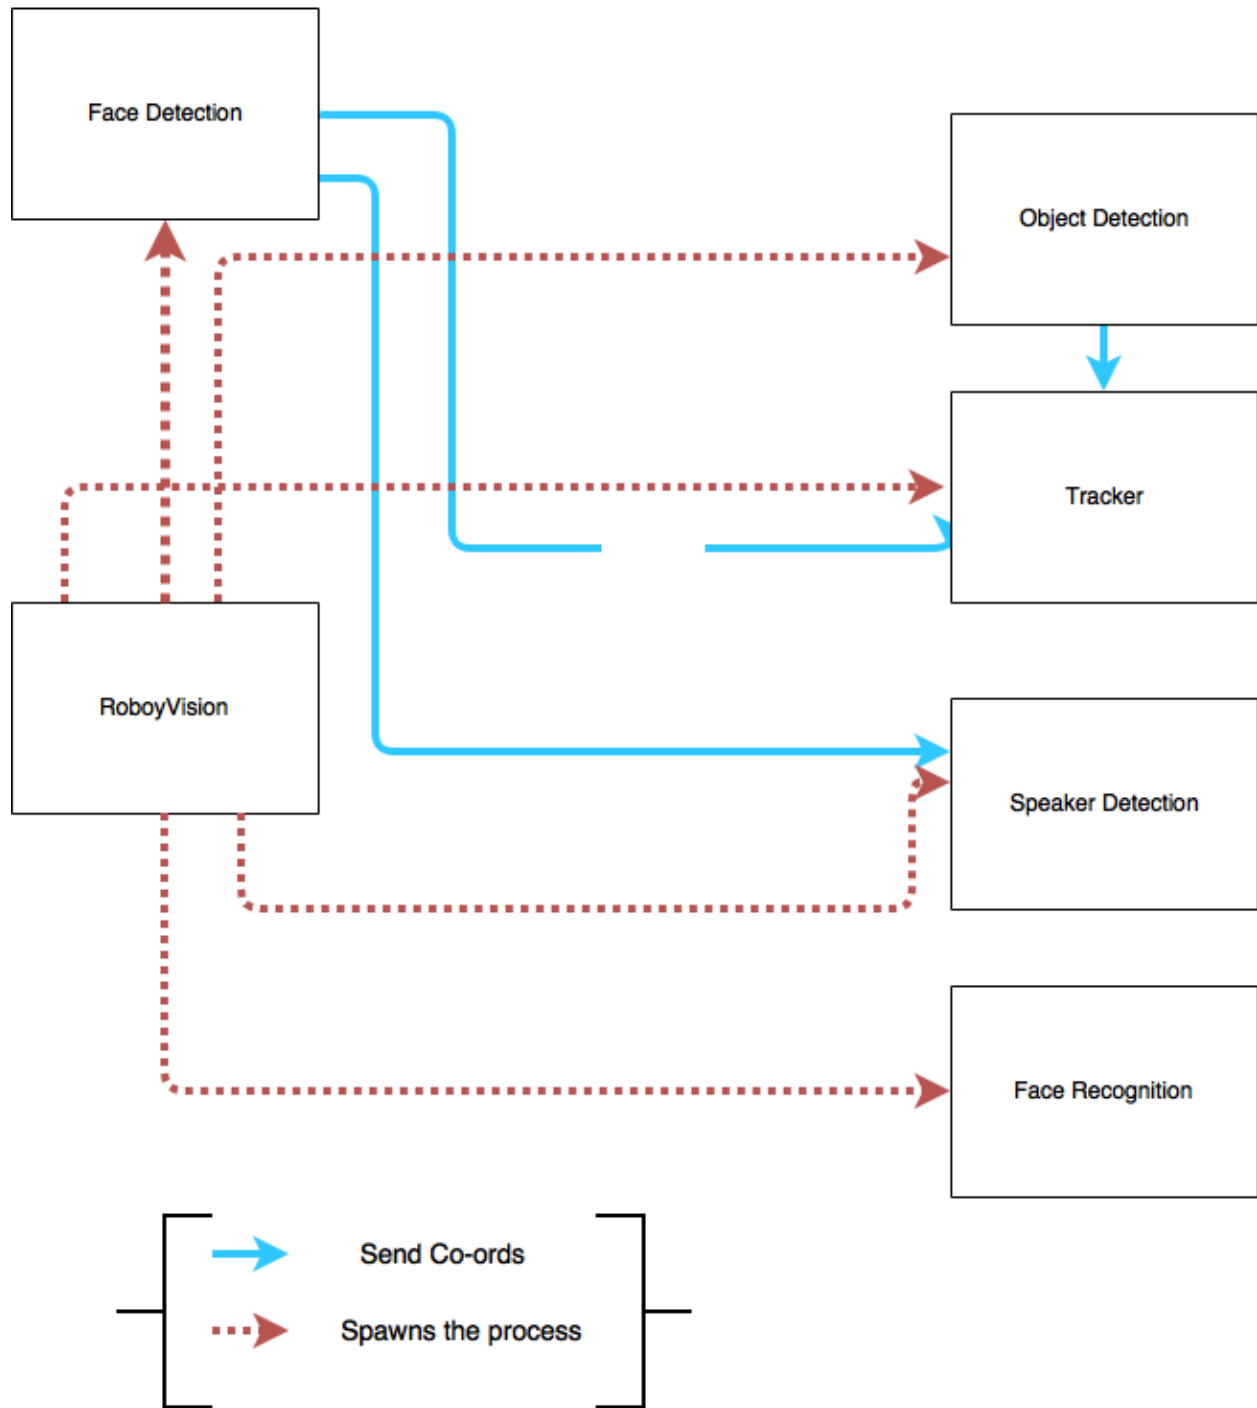 Face Detection
Object Detection
Tracker
RoboyVision
Speaker Detection
Face Recognition
Send Co-ords
Spawns the process